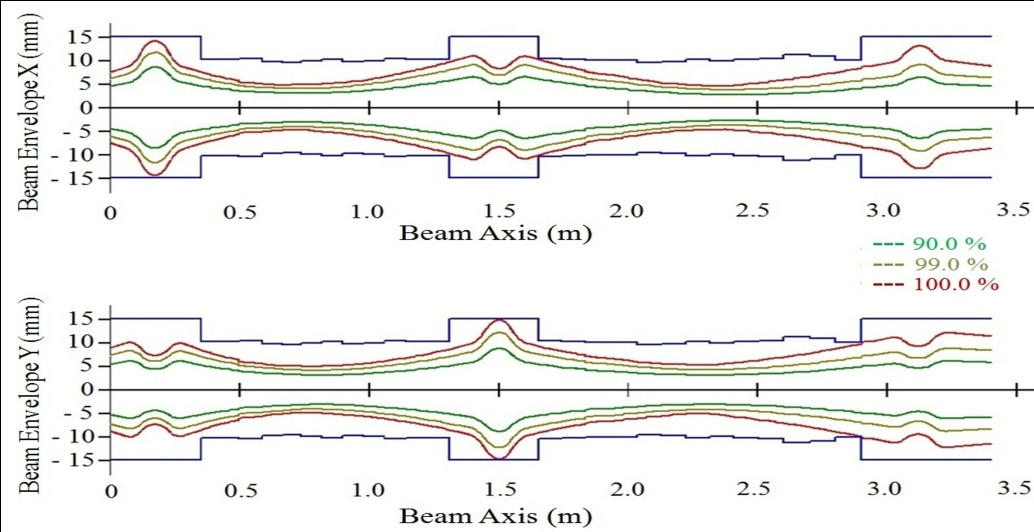 Beam Envelope X (mm)
15
10
5
0
- 5
- 10
- 15
0 0.5 1.0 1.5 2.0 2.5 3.0 3.5
Beam Axis (m)
--- 90.0 %
--- 99.0 %
--- 100.0 %
Beam Envelope Y (mm)
15
10
5
0
- 5
- 10
- 15
0 0.5 1.0 1.5 2.0 2.5 3.0 3.5
Beam Axis (m)